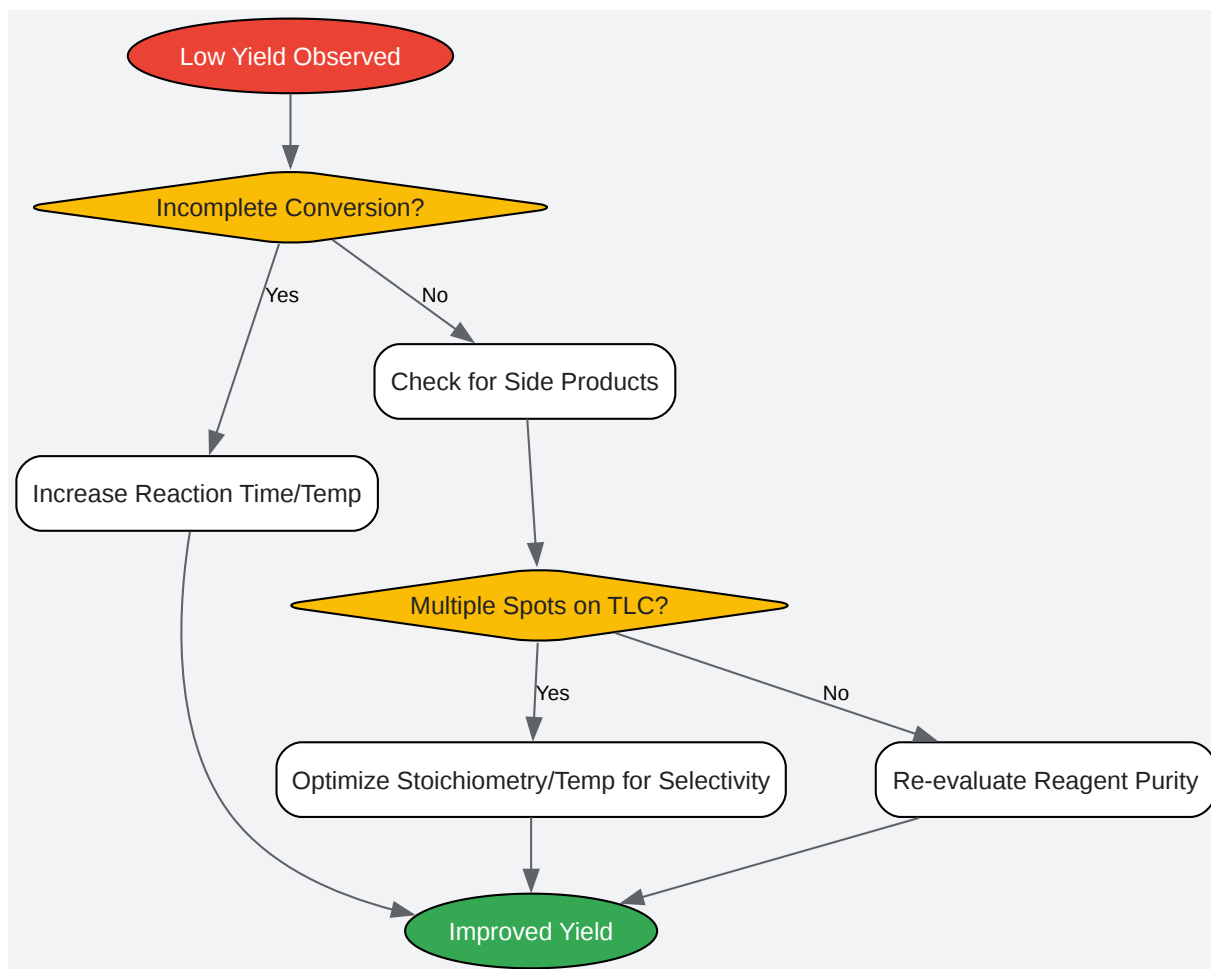 Low Yield Observed
Incomplete Conversion?
Yes
No
Check for Side Products
Increase Reaction Time/Temp
Multiple Spots on TLC?
Yes
No
Optimize Stoichiometry/Temp for Selectivity
Re-evaluate Reagent Purity
Improved Yield